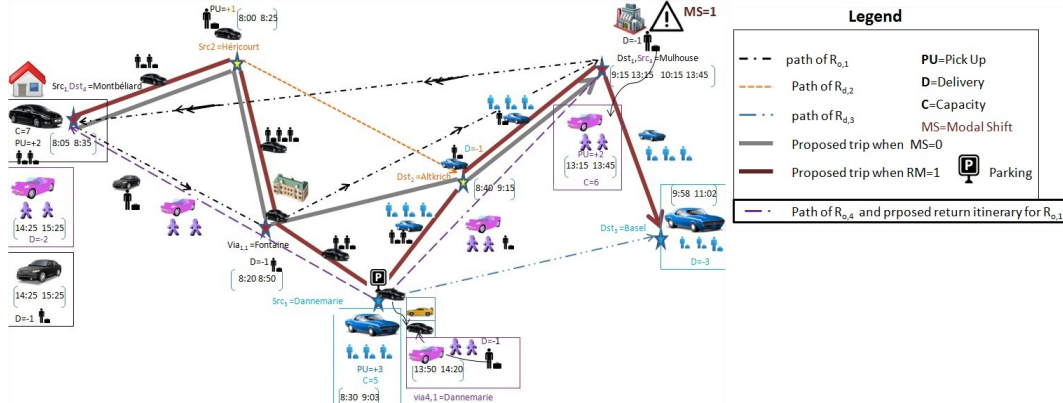 PU=+1
8:00 8:25
Src2 =Héricourt
MS=1
D=-1
Dst₁,Src₄=Mulhouse
9:15 13:15 10:15 13:45
Src₁,Dst₄=Montbéliard
C=7
PU=+2
8:05 8:35
14:25 15:25
D=-2
14:25 15:25
D=-1
D=-1
Dst₂ =Altkrich
8:40 9:15
PU=+2
13:15 13:45
C=6
9:58 11:02
Dst₃ =Basel
D=-3
Via₁,₁ =Fontaine
D=-1
8:20 8:50
P
Src₃ =Dannemarie
PU=+3
C=5
8:30 9:03
D=-1
13:50 14:20
via4,1 =Dannemarie
Legend
path of Rₒ,₁
Path of R_d,2
path of R_d,3
Proposed trip when MS=0
Proposed trip when RM=1
PU=Pick Up
D=Delivery
C=Capacity
MS=Modal Shift
P Parking
Path of Rₒ,₄ and prposed return itinerary for Rₒ,₁